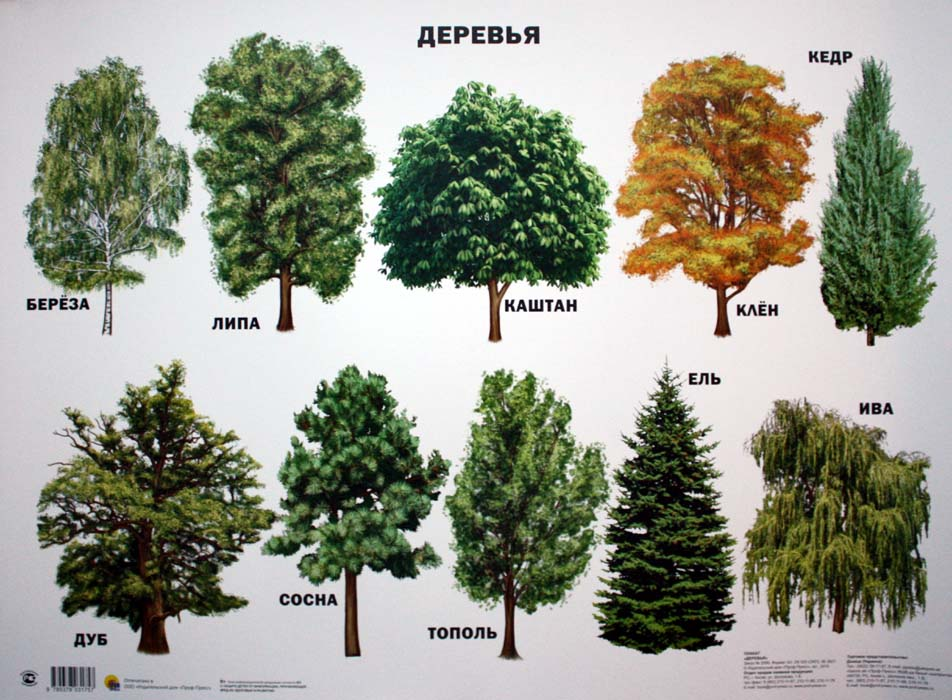 ДЕРЕВЬЯ
КЕДР
БЕРЁЗА
ЛИПА
КАШТАН
КЛЁН
ЕЛЬ
ИВА
ДУБ
СОСНА
ТОПОЛЬ